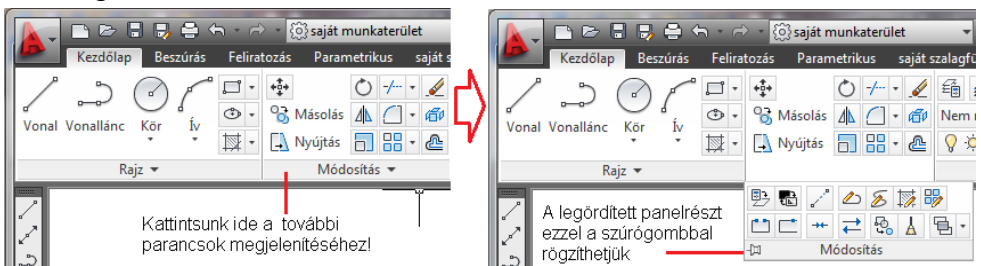 saját munkaterület
Kezdőlap Beszúrás Feliratozás Parametrikus saját s
Másolás
Vonal Vonallánc Kör Ív
Nyújtás
Rajz Módosítás
Kattintsunk ide a további
parancsok megjelenítéséhez!
saját munkaterület
Kezdőlap Beszúrás Feliratozás Parametrikus saját szalagfü
Másolás Nem
Vonal Vonallánc Kör Ív
Nyújtás
Rajz
A legördített panelrészt
ezzel a szúrógombbal
rögzíthetjük
Módosítás